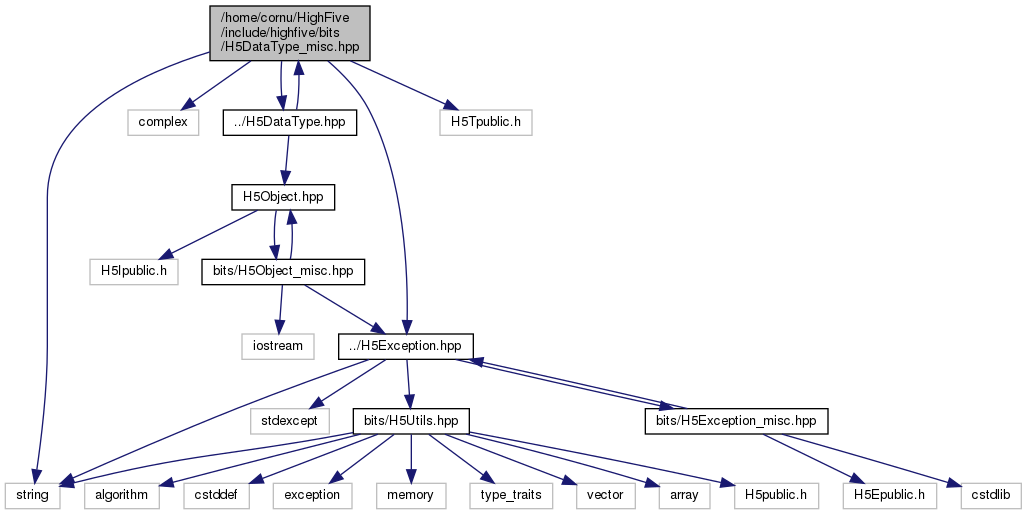 /home/cornu/HighFive
/include/highfive/bits
/H5DataType_misc.hpp
complex
../H5DataType.hpp
H5Tpublic.h
H5Object.hpp
H5Ipublic.h
bits/H5Object_misc.hpp
iostream
../H5Exception.hpp
stdexcept
bits/H5Utils.hpp
bits/H5Exception_misc.hpp
string
algorithm
cstddef
exception
memory
type_traits
vector
array
H5public.h
H5Epublic.h
cstdlib